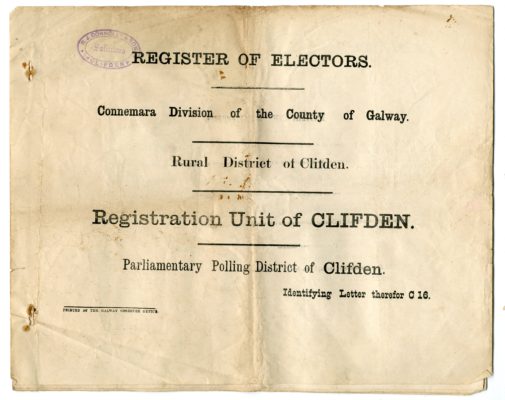 Solicitors
REGISTER OF ELECTORS.
Connemara Division of the County of Galway.
Rural District of Clifden.
Registration Unit of CLIFDEN.
Parliamentary Polling District of Clifden.
Identifying Letter therefor C 16.
PRINTED AT THE GALWAY OBSERVER OFFICE.